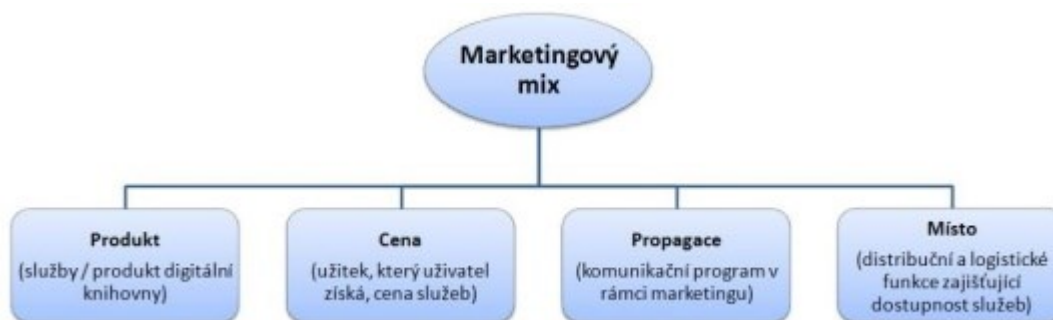 Marketingový
mix
Produkt
(služby / produkt digitální
knihovny)
Cena
(užitek, který uživatel
získá, cena služeb)
Propagace
(komunikační program v
rámci marketingu)
Místo
(distribuční a logistické
funkce zajišťující
dostupnost služeb)